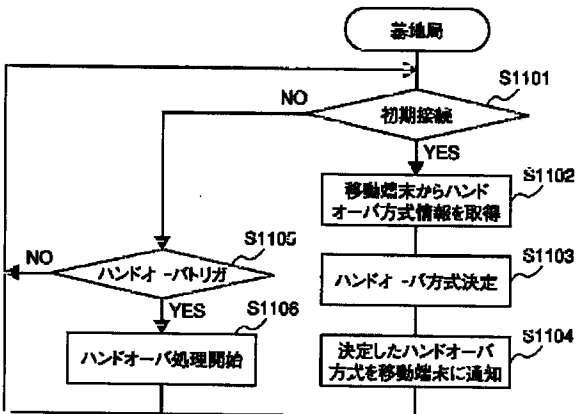 基地局
S1101
初期接続
NO
YES
S1102
移動端末からハンド
オーバ方式情報を取得
S1105
ハンドオーバトリガ
NO
YES
S1103
ハンドオーバ方式決定
S1106
ハンドオーバ処理開始
S1104
決定したハンドオーバ
方式を移動端末に通知